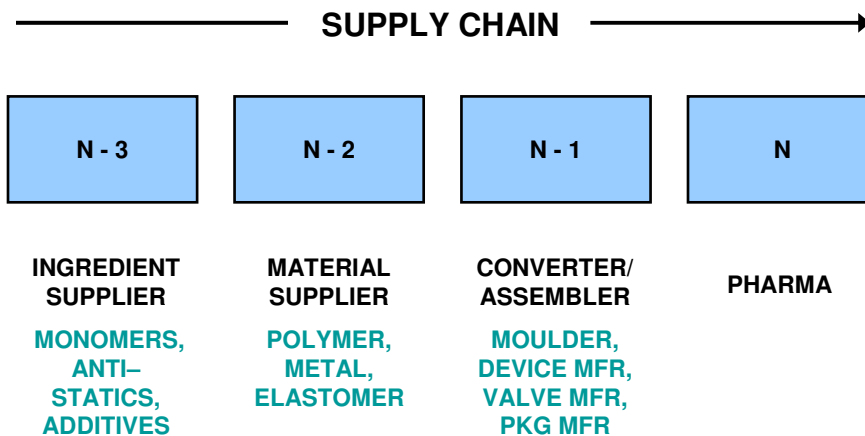 SUPPLY CHAIN
N - 3
N - 2
N - 1
N
INGREDIENT
SUPPLIER
MONOMERS,
ANTI–
STATICS,
ADDITIVES
MATERIAL
SUPPLIER
POLYMER,
METAL,
ELASTOMER
CONVERTER/
ASSEMBLER
MOULDER,
DEVICE MFR,
VALVE MFR,
PKG MFR
PHARMA